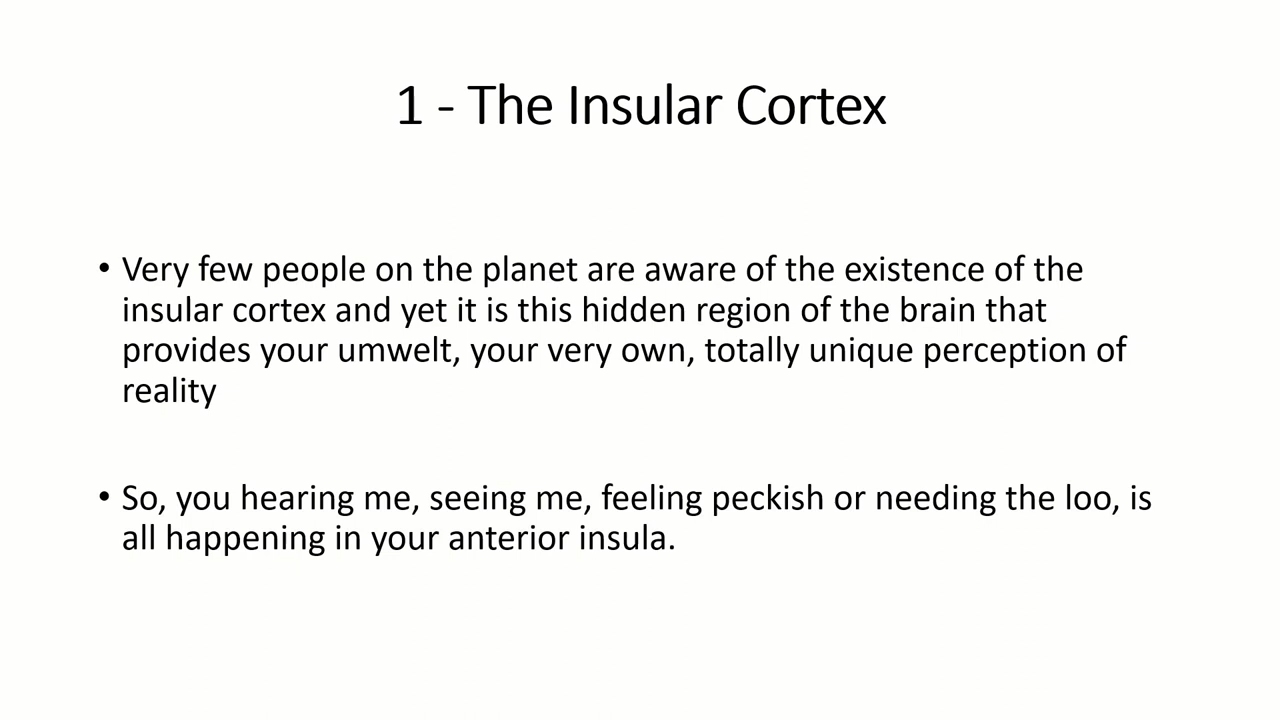 1 - The Insular Cortex
• Very few people on the planet are aware of the existence of the
insular cortex and yet it is this hidden region of the brain that
provides your umwelt, your very own, totally unique perception of
reality
• So, you hearing me, seeing me, feeling peckish or needing the loo, is
all happening in your anterior insula.